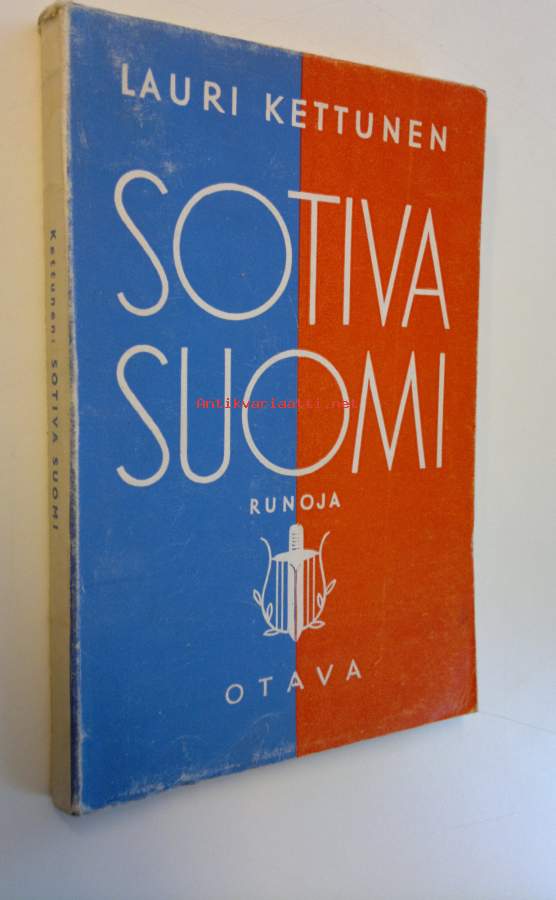 LAURI KETTUNEN
SOTIVA
SUOMI
RUNOJA
OTAVA
Kettunen: SOTIVA SUOMI
Antikvariaatti.net